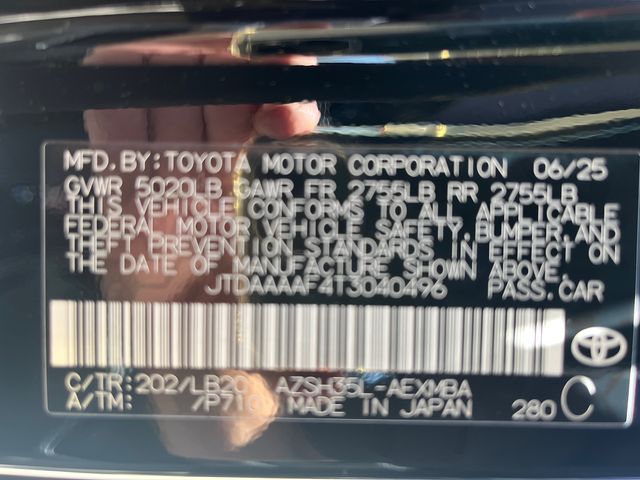 MFD. BY: TOYOTA MOTOR CORPORATION 06/25
GVWR 5020LB GAWR FR 2755LB RR 2755LB
THIS VEHICLE CONFORMS TO ALL APPLICABLE
FEDERAL MOTOR VEHICLE SAFETY, BUMPER, AND
THEFT PREVENTION STANDARDS IN EFFECT ON
THE DATE OF MANUFACTURE SHOWN ABOVE.
JTDAAAAF4T3040496 PASS. CAR
C/TR: 202/LB20 AZSH35L-AEXMBA
A/TM: /P710 MADE IN JAPAN 280 C